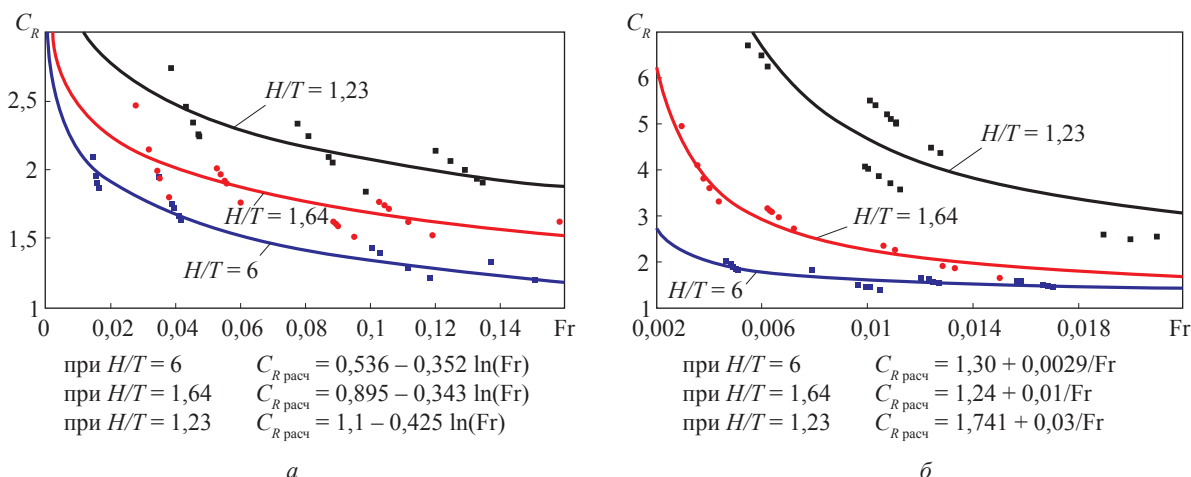 C_R
2,5
2
1,5
1
H/T = 1,23
H/T = 1,64
H/T = 6
0 0,02 0,04 0,06 0,08 0,1 0,12 0,14 Fr
при H/T = 6 C_R расч = 0,536 – 0,352 ln(Fr)
при H/T = 1,64 C_R расч = 0,895 – 0,343 ln(Fr)
при H/T = 1,23 C_R расч = 1,1 – 0,425 ln(Fr)
а
C_R
6
5
4
3
2
1
H/T = 1,23
H/T = 1,64
H/T = 6
0,002 0,006 0,01 0,014 0,018 Fr
при H/T = 6 C_R расч = 1,30 + 0,0029/Fr
при H/T = 1,64 C_R расч = 1,24 + 0,01/Fr
при H/T = 1,23 C_R расч = 1,741 + 0,03/Fr
б